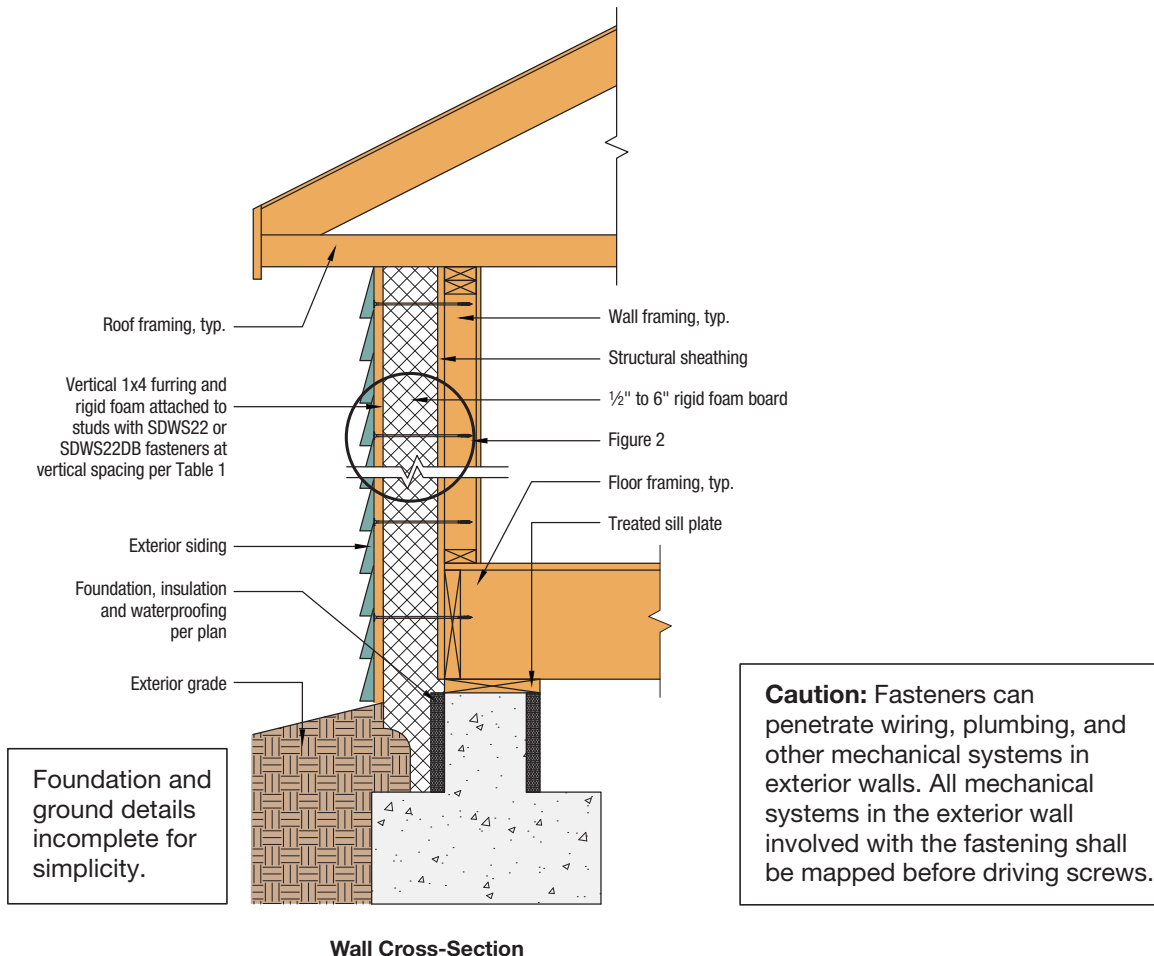 Roof framing, typ.
Vertical 1x4 furring and
rigid foam attached to
studs with SDWS22 or
SDWS22DB fasteners at
vertical spacing per Table 1
Exterior siding
Foundation, insulation
and waterproofing
per plan
Exterior grade
Wall framing, typ.
Structural sheathing
½" to 6" rigid foam board
Figure 2
Floor framing, typ.
Treated sill plate
Foundation and
ground details
incomplete for
simplicity.
Caution: Fasteners can
penetrate wiring, plumbing, and
other mechanical systems in
exterior walls. All mechanical
systems in the exterior wall
involved with the fastening shall
be mapped before driving screws.
Wall Cross-Section